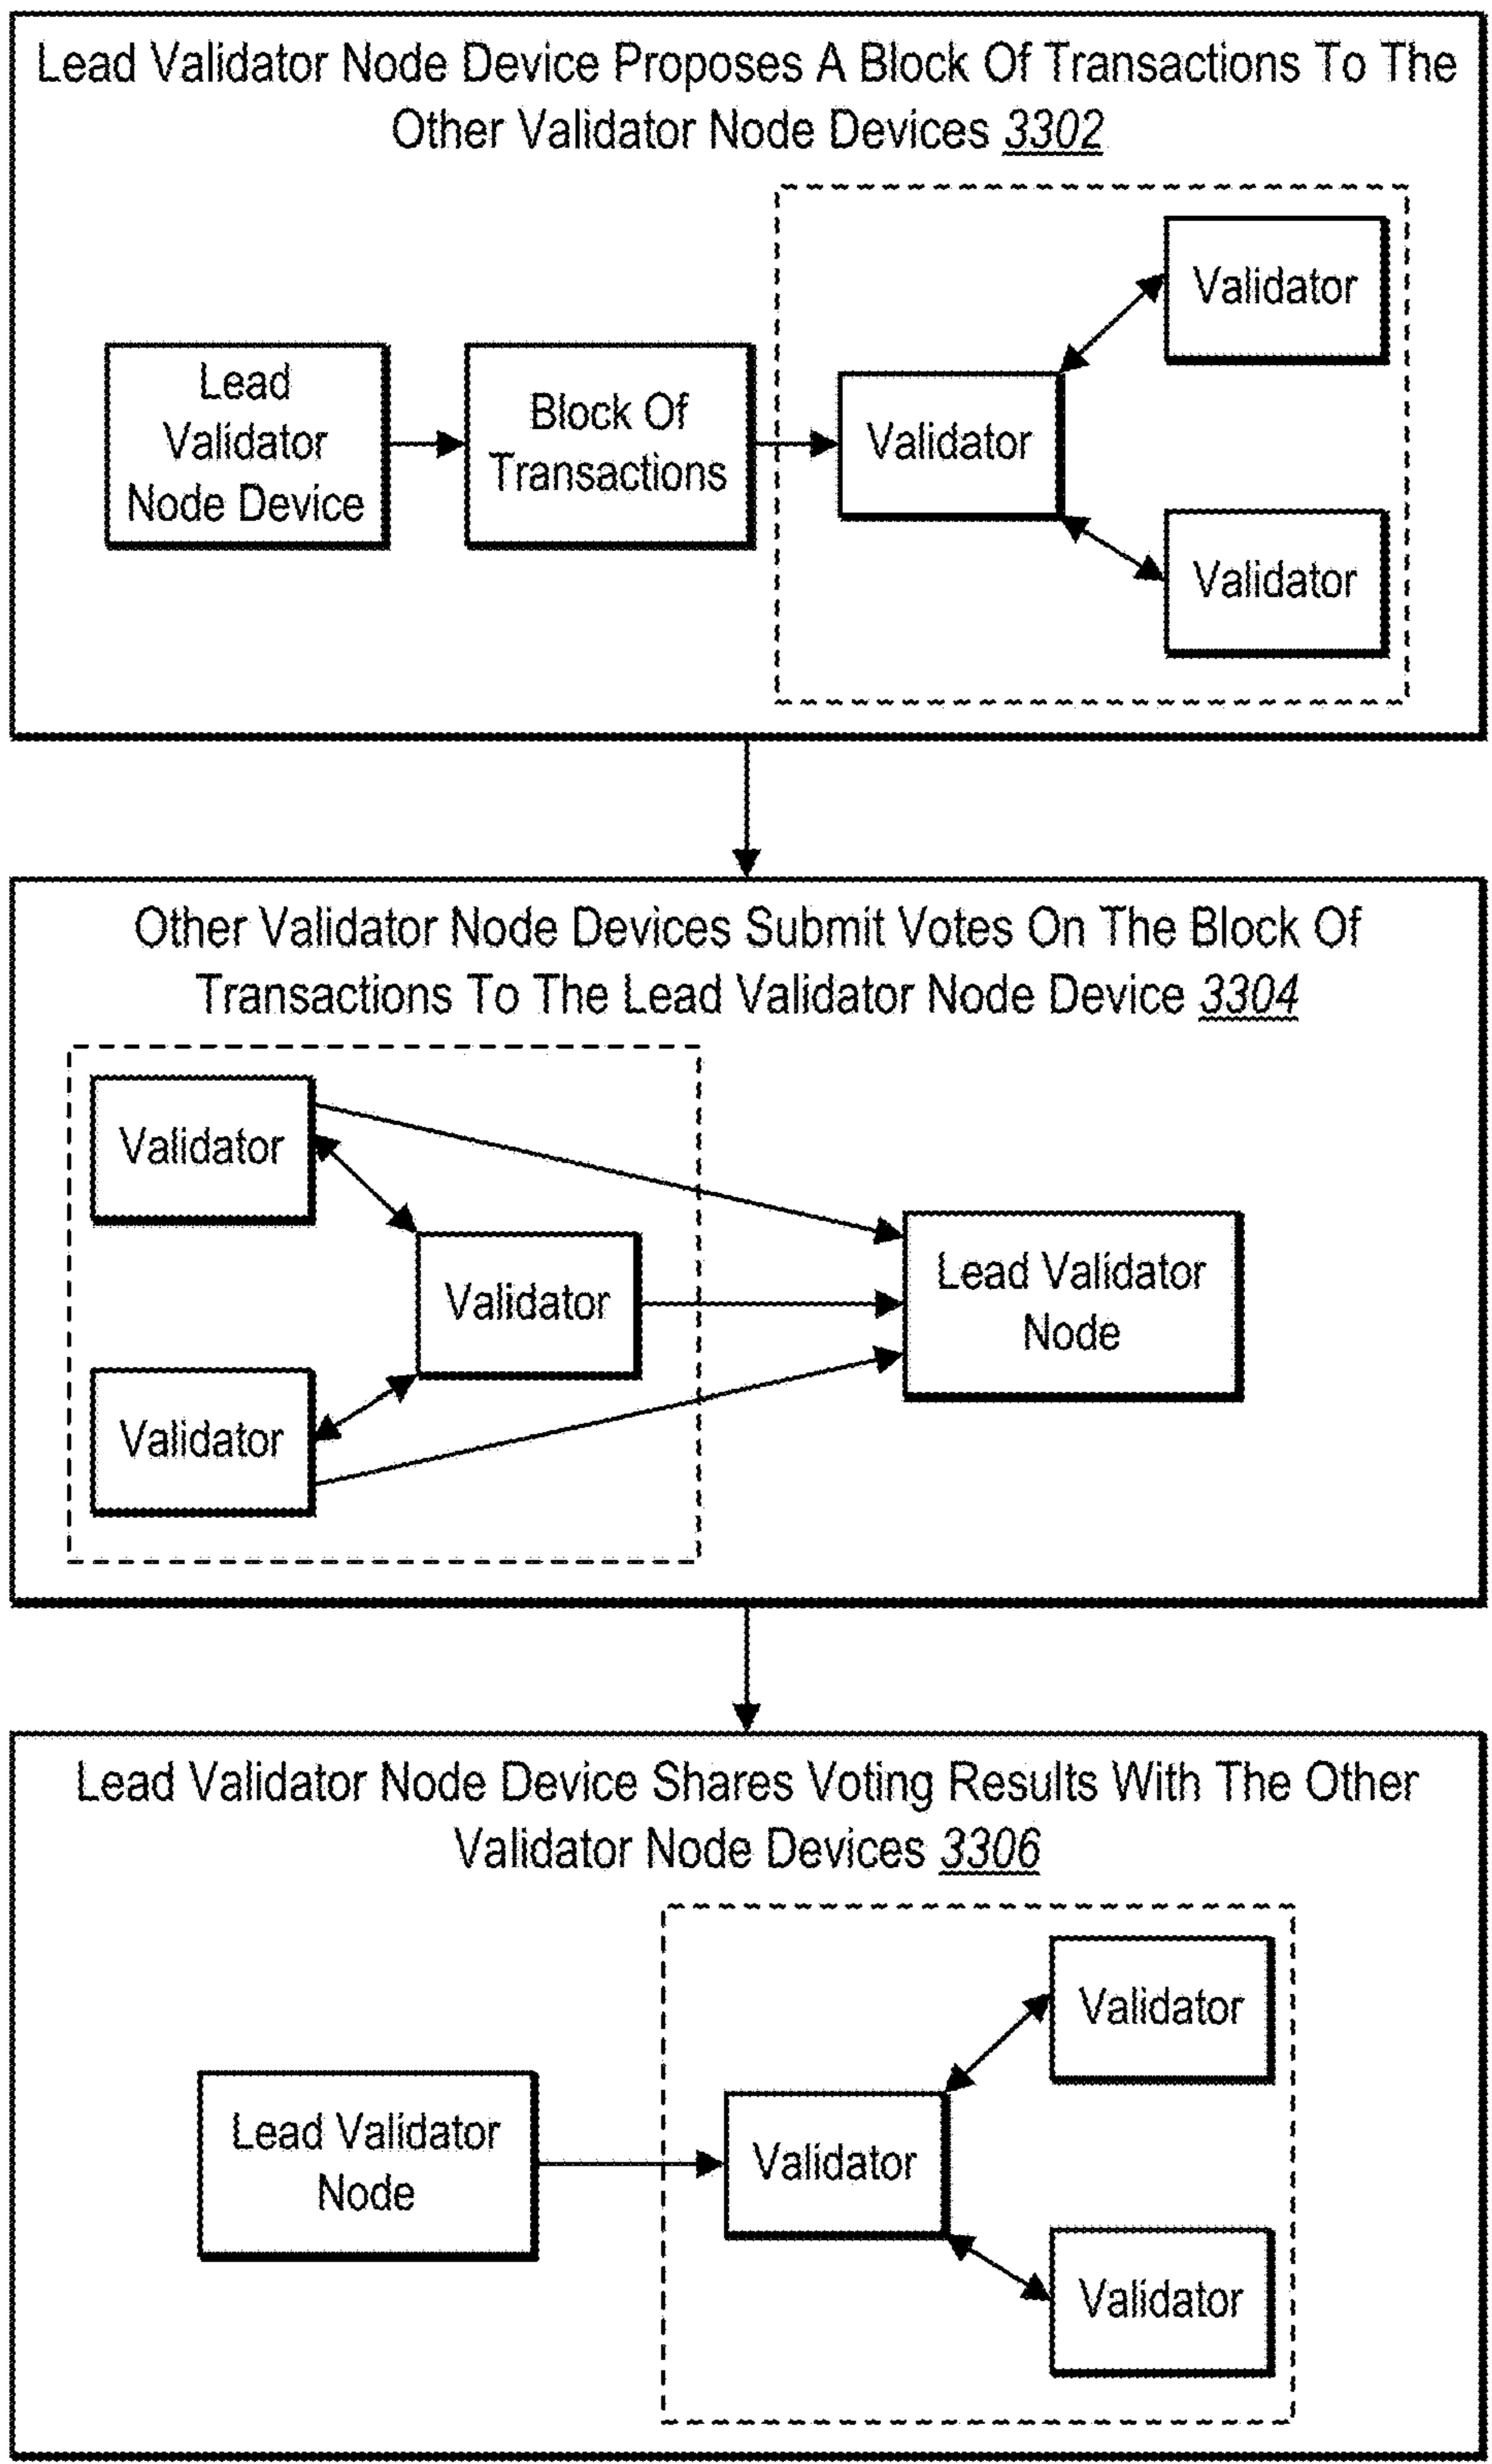 Lead Validator Node Device Proposes A Block Of Transactions To The
Other Validator Node Devices 3302
Validator
Lead
Validator
Node Device
Block Of
Transactions
Validator
Validator
Other Validator Node Devices Submit Votes On The Block Of
Transactions To The Lead Validator Node Device 3304
Validator
Validator
Lead Validator
Node
Validator
Lead Validator Node Device Shares Voting Results With The Other
Validator Node Devices 3306
Validator
Lead Validator
Node
Validator
Validator